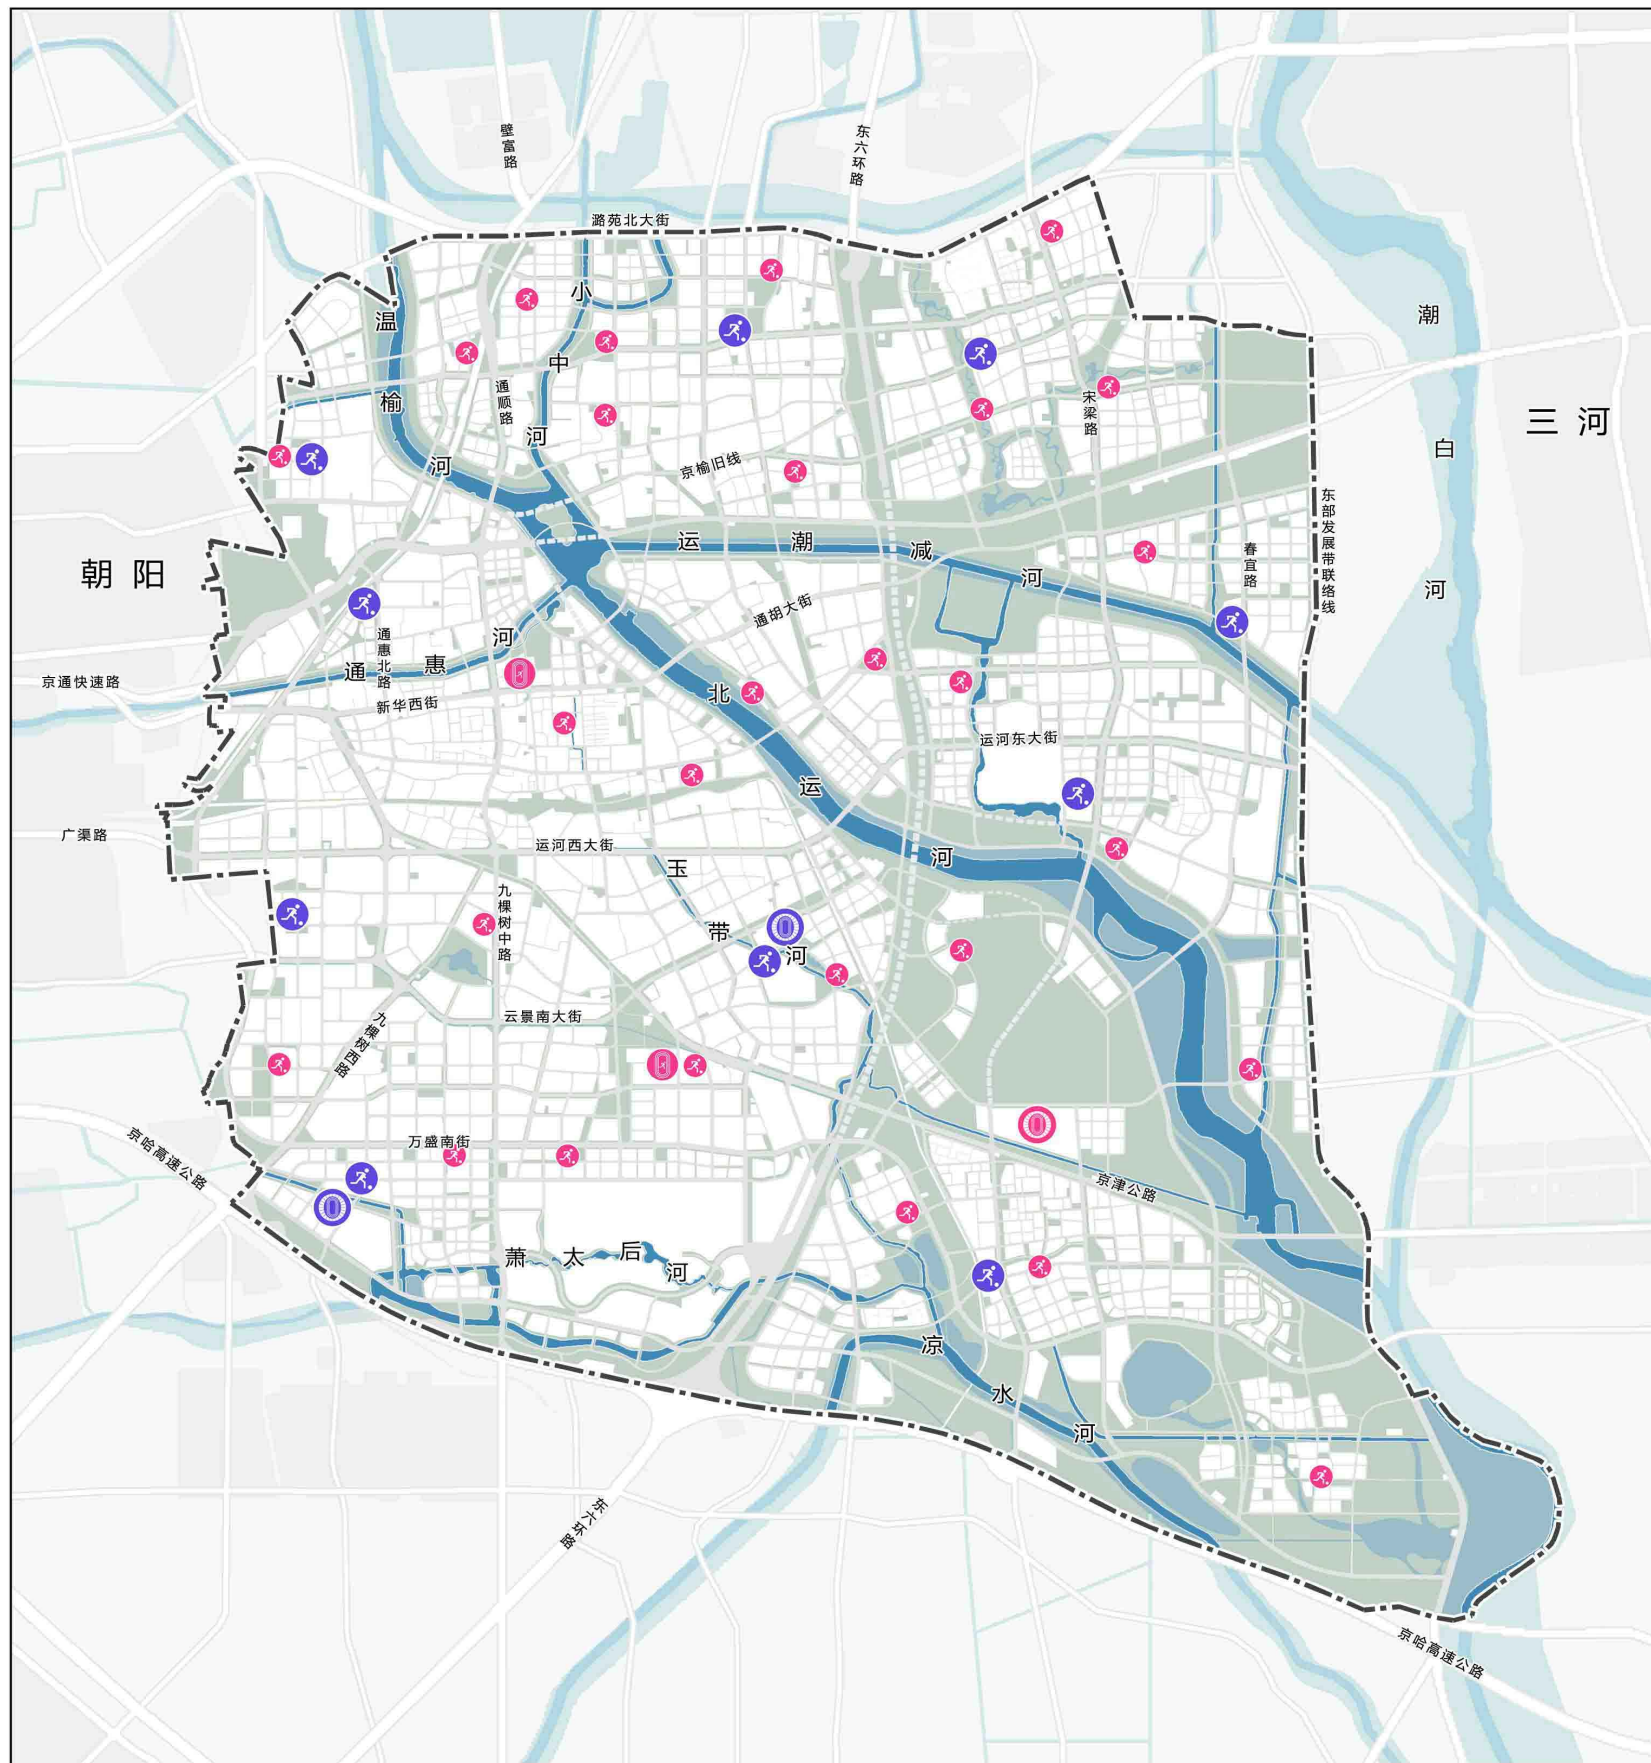 壁富路
东六环路
潞苑北大街
小
中
河
温
榆
河
潮
白
河
三河
通顺路
宋梁路
京榆旧线
东部发展带联络线
运
潮
减
河
春宜路
朝阳
通胡大街
通惠北路
通
惠
河
京通快速路
新华西街
北
运
河
运河东大街
广渠路
运河西大街
玉
带
河
九棵树中路
云景南大街
九棵树西路
万盛南街
京哈高速公路
京津公路
萧
太
后
河
凉
水
河
东六环路
京哈高速公路